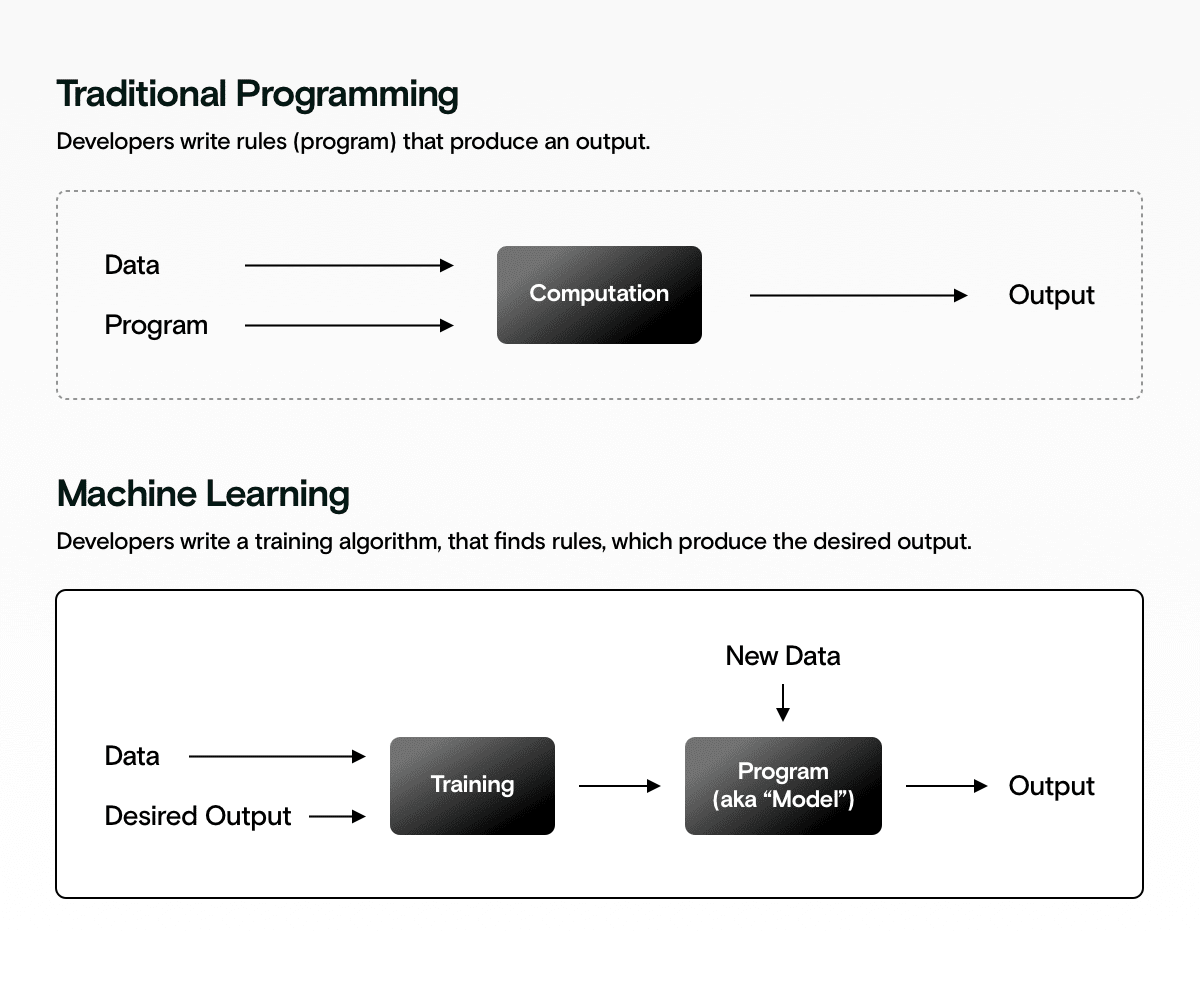 Traditional Programming
Developers write rules (program) that produce an output.
Data
Program
Computation
Output
Machine Learning
Developers write a training algorithm, that finds rules, which produce the desired output.
New Data
Data
Desired Output
Training
Program
(aka “Model”)
Output